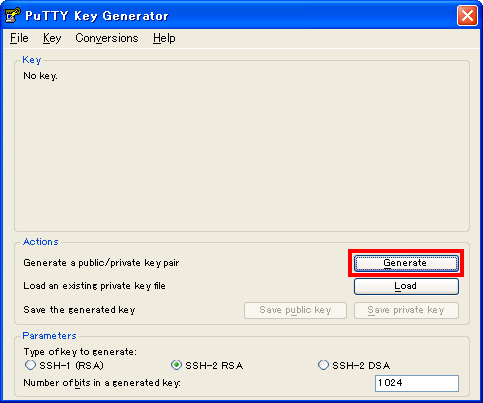 PuTTY Key Generator
File Key Conversions Help
Key
No key.
Actions
Generate a public/private key pair
Generate
Load an existing private key file
Load
Save the generated key
Save public key
Save private key
Parameters
Type of key to generate:
SSH-1 (RSA)
SSH-2 RSA
SSH-2 DSA
Number of bits in a generated key:
1024